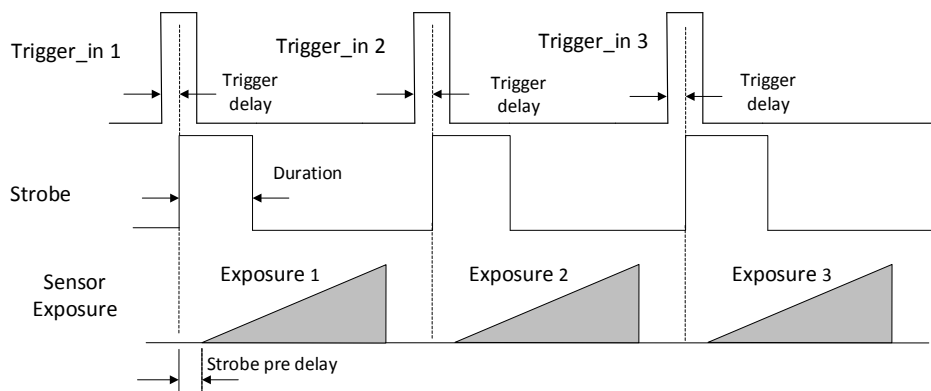 Trigger_in 1
Trigger_in 2
Trigger_in 3
Trigger
delay
Trigger
delay
Trigger
delay
Strobe
Duration
Sensor
Exposure
Exposure 1
Exposure 2
Exposure 3
Strobe pre delay